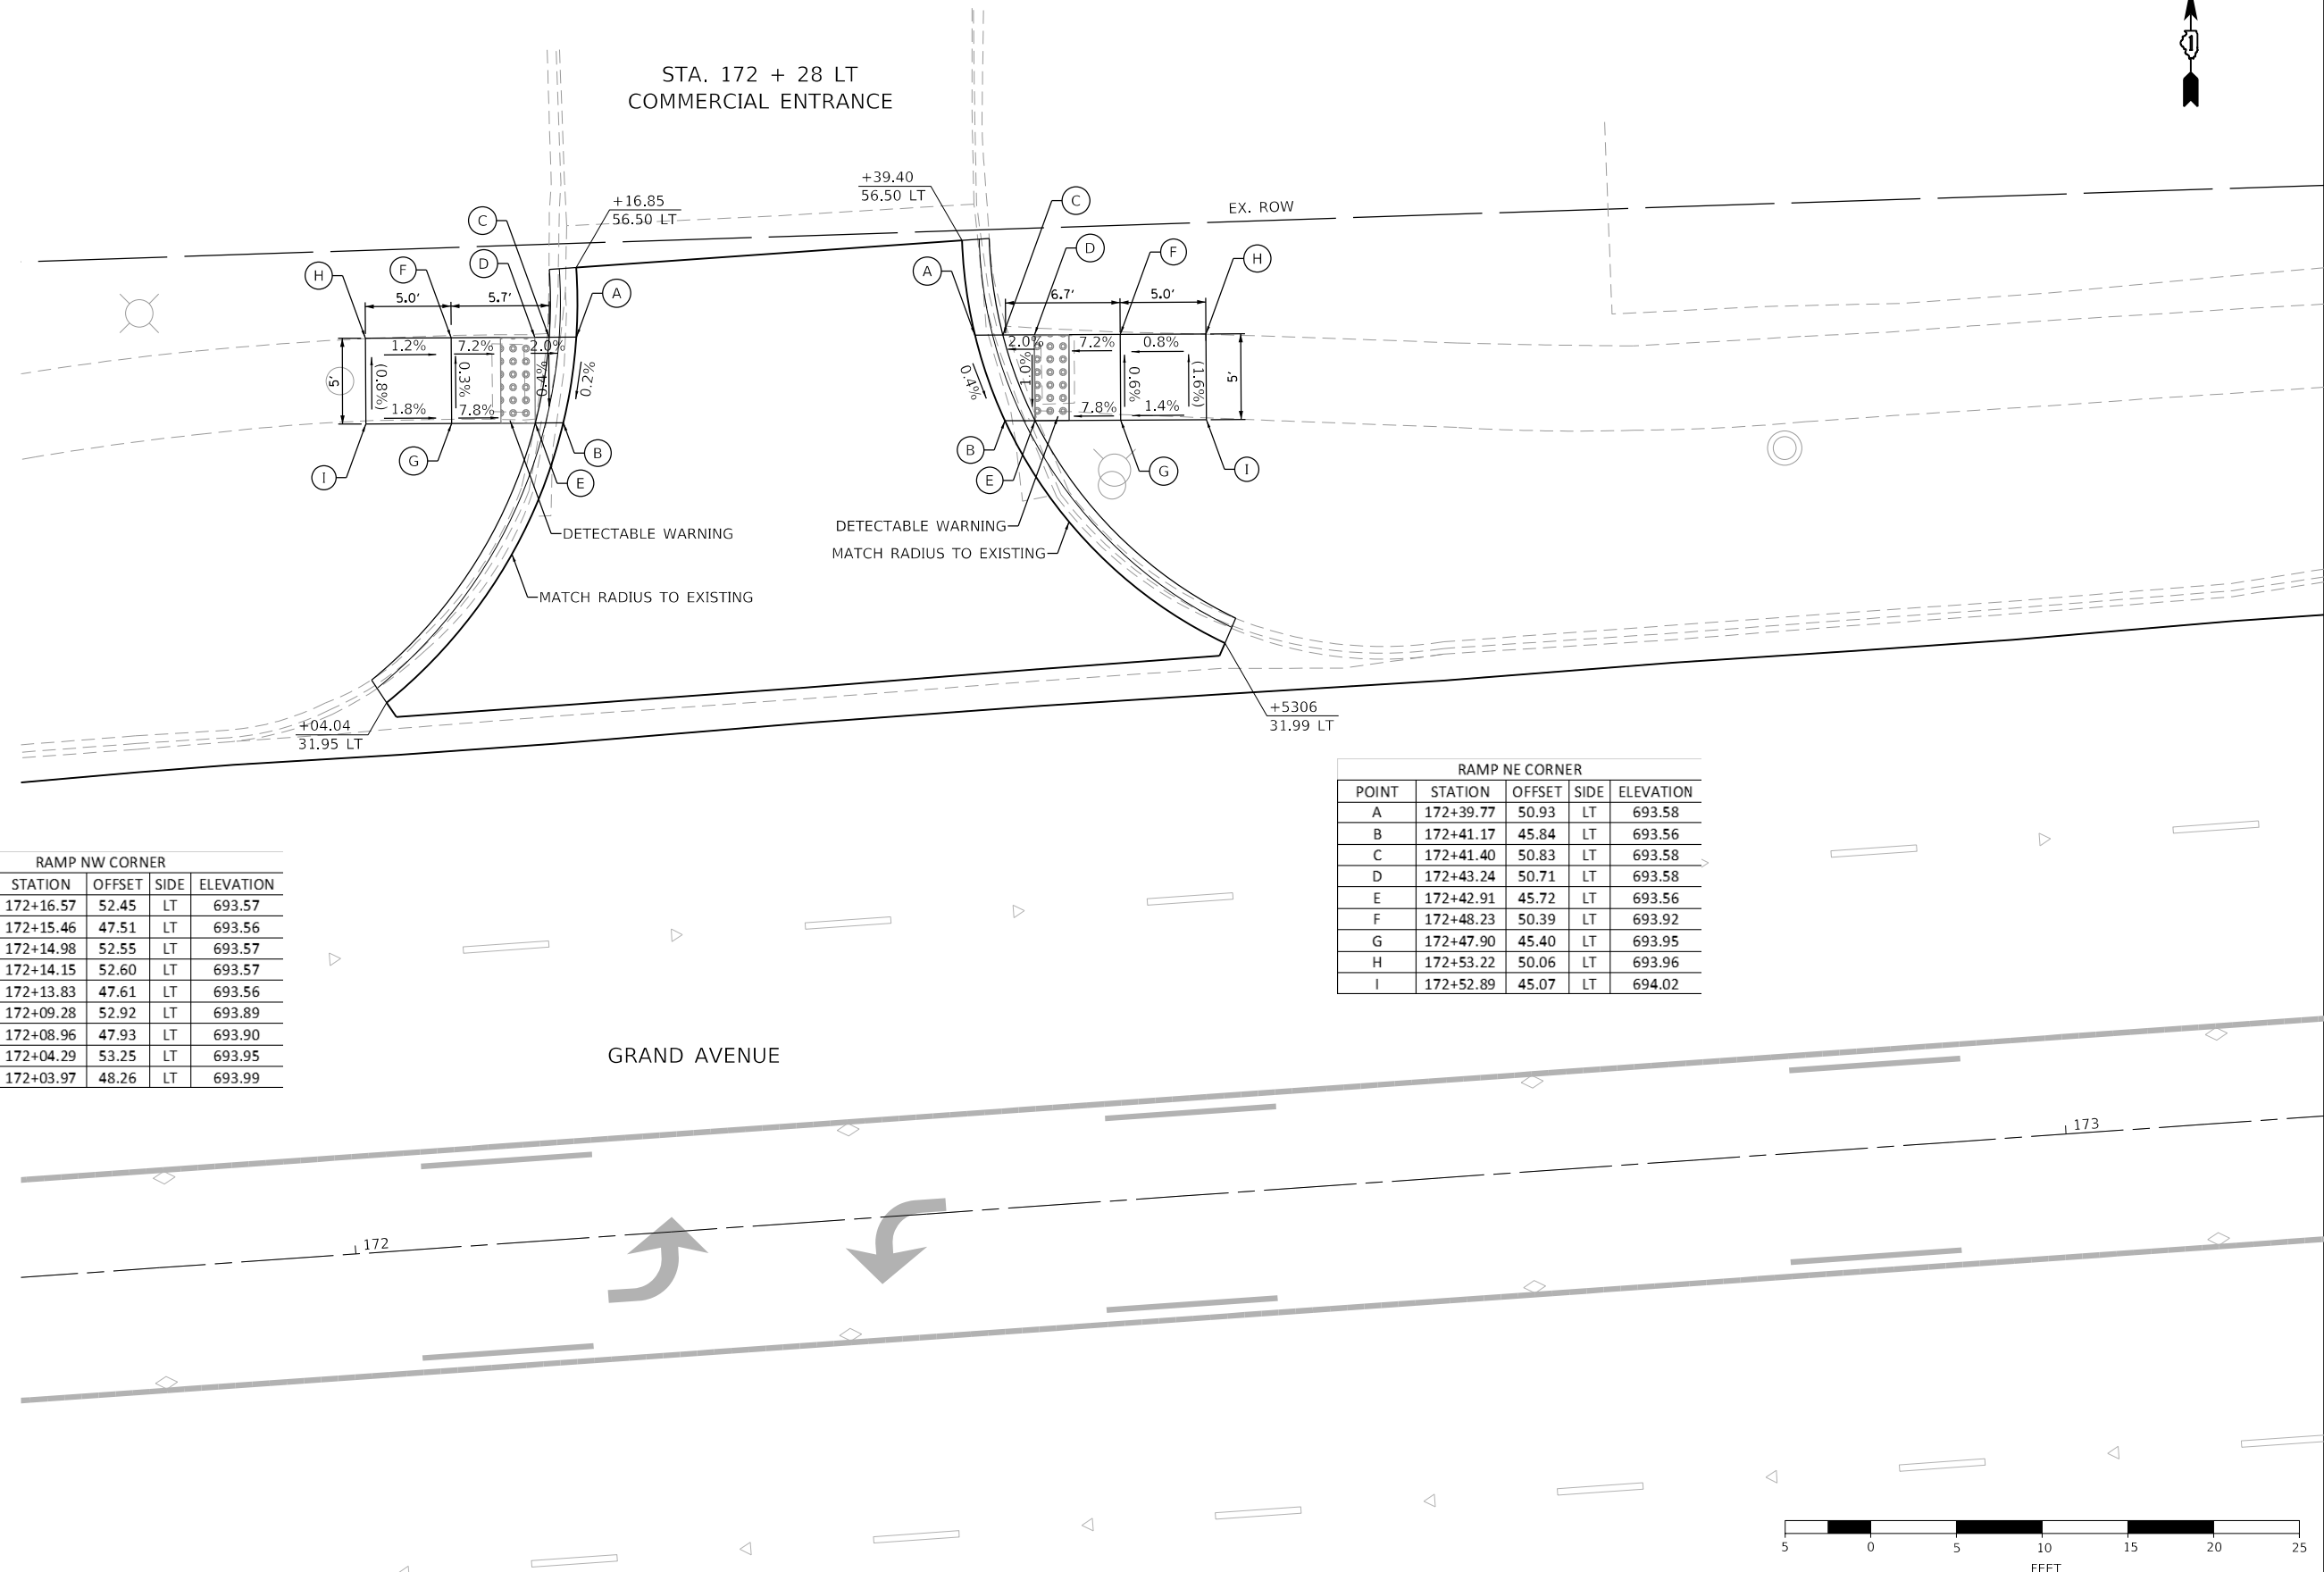 STA. 172 + 28 LT
COMMERCIAL ENTRANCE
1
+39.40
56.50 LT
+16.85
56.50 LT
EX. ROW
C
D
A
F
H
C
D
F
H
A
5.0'
5.7'
6.7'
5.0'
1.2%
7.2%
2.0%
2.0%
7.2%
0.8%
5'
(0.8%)
0.3%
0.4%
0.2%
0.4%
1.0%
0.6%
(1.6%)
5'
1.8%
7.8%
7.8%
1.4%
I
G
B
E
B
E
G
I
DETECTABLE WARNING
MATCH RADIUS TO EXISTING
DETECTABLE WARNING
MATCH RADIUS TO EXISTING
+04.04
31.95 LT
+5306
31.99 LT
RAMP NE CORNER
POINT STATION OFFSET SIDE ELEVATION
A 172+39.77 50.93 LT 693.58
B 172+41.17 45.84 LT 693.56
C 172+41.40 50.83 LT 693.58
D 172+43.24 50.71 LT 693.58
E 172+42.91 45.72 LT 693.56
F 172+48.23 50.39 LT 693.92
G 172+47.90 45.40 LT 693.95
H 172+53.22 50.06 LT 693.96
I 172+52.89 45.07 LT 694.02
RAMP NW CORNER
STATION OFFSET SIDE ELEVATION
172+16.57 52.45 LT 693.57
172+15.46 47.51 LT 693.56
172+14.98 52.55 LT 693.57
172+14.15 52.60 LT 693.57
172+13.83 47.61 LT 693.56
172+09.28 52.92 LT 693.89
172+08.96 47.93 LT 693.90
172+04.29 53.25 LT 693.95
172+03.97 48.26 LT 693.99
GRAND AVENUE
173
172
5 0 5 10 15 20 25
FEET